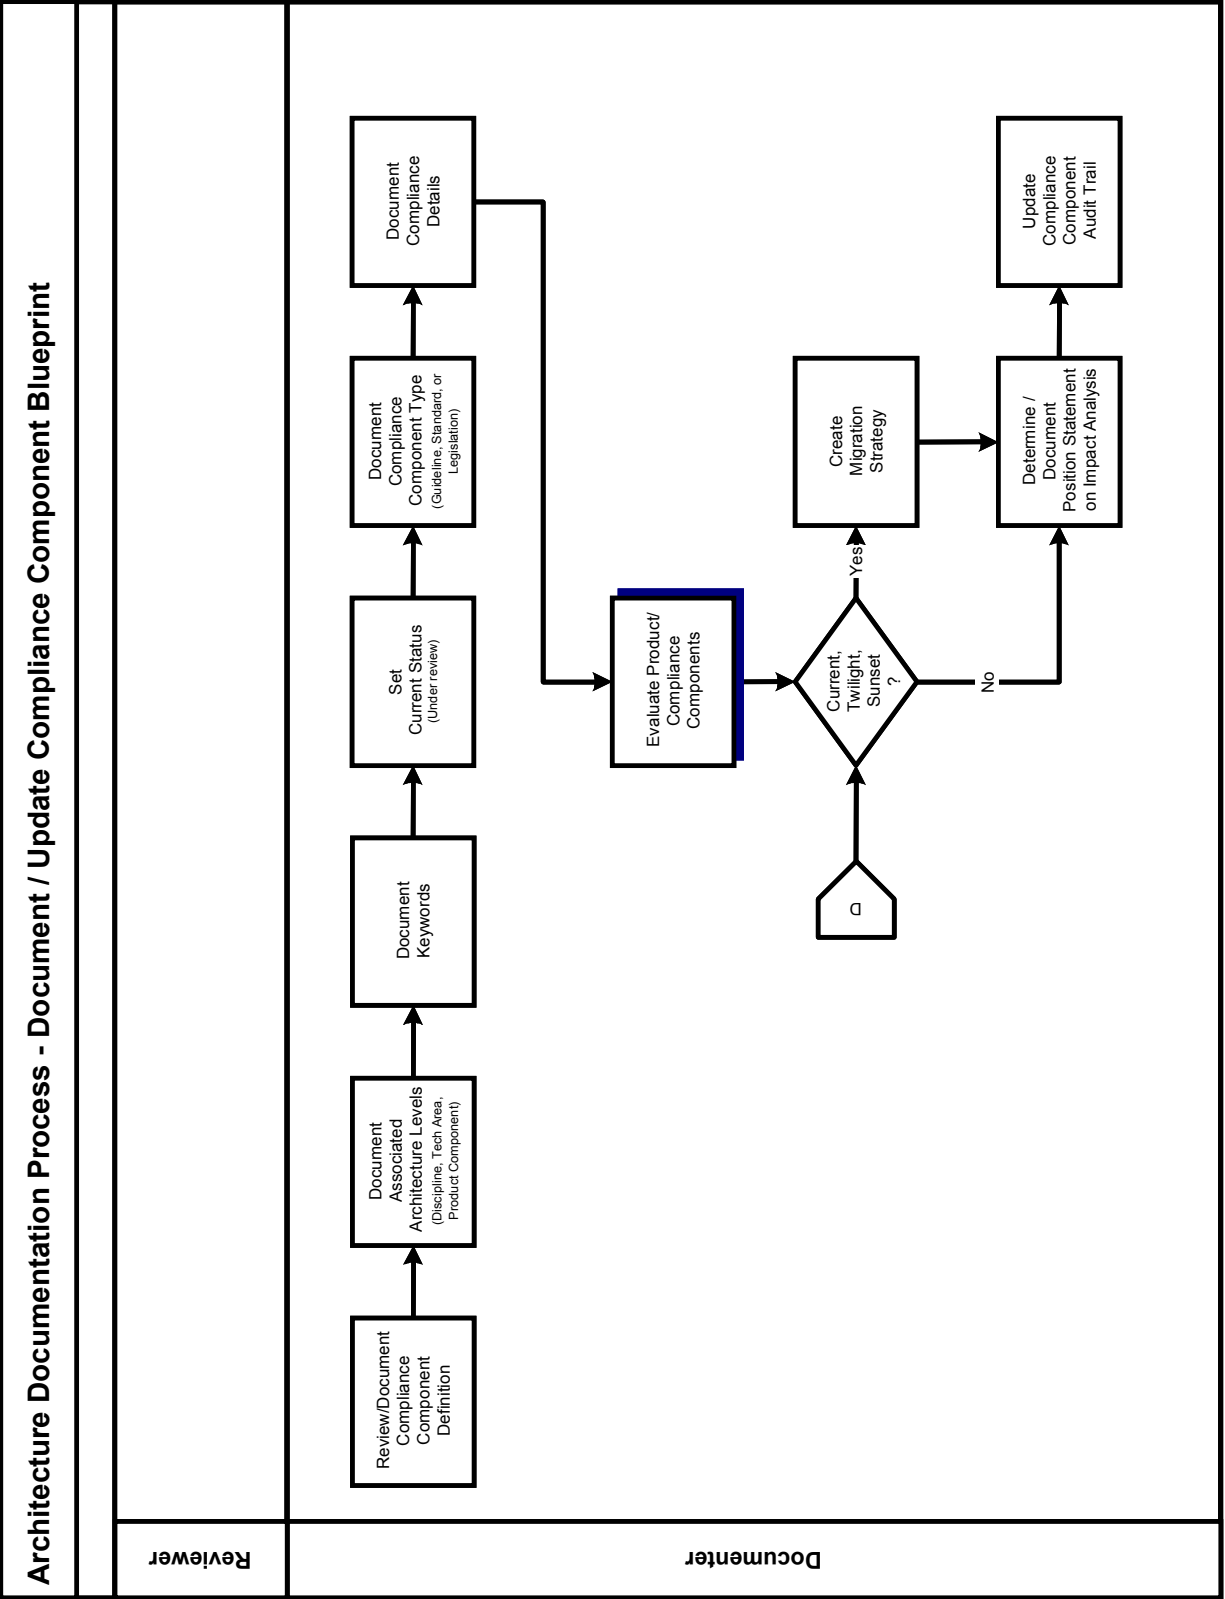 Architecture Documentation Process - Document / Update Compliance Component Blueprint
Reviewer
Documenter
Review/Document
Compliance
Component
Definition
Document
Associated
Architecture Levels
(Discipline, Tech Area,
Product Component)
Document
Keywords
Set
Current Status
(Under review)
Document
Compliance
Component Type
(Guideline, Standard, or
Legislation)
Document
Compliance
Details
Evaluate Product/
Compliance
Components
D
Current,
Twilight,
Sunset
?
Yes
No
Create
Migration
Strategy
Determine /
Document
Position Statement
on Impact Analysis
Update
Compliance
Component
Audit Trail